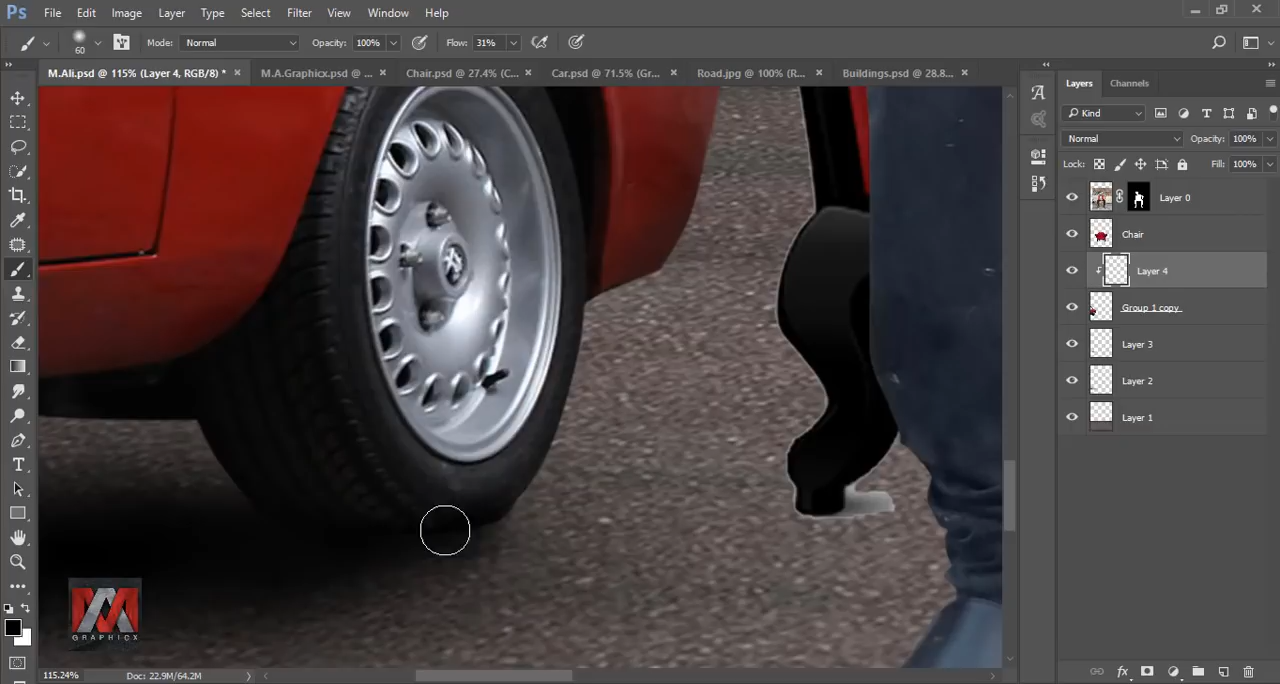 Ps File Edit Image Layer Type Select Filter View Window Help
60 Mode: Normal Opacity: 100% Flow: 31%
M.Ali.psd @ 115% (Layer 4, RGB/8) * × M.A.Graphicx.psd @ ... × Chair.psd @ 27.4% (C... × Car.psd @ 71.5% (Gr... × Road.jpg @ 100% (R... × Buildings.psd @ 28.8... ×
Layers Channels
Kind
Normal Opacity: 100%
Lock: Fill: 100%
Layer 0
Chair
Layer 4
Group 1 copy
Layer 3
Layer 2
Layer 1
MA
GRAPHICX
115.24% Doc: 22.9M/64.2M